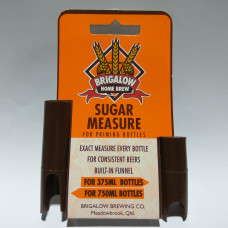 BRIGALOW
HOME BREW
SUGAR
MEASURE
FOR PRIMING BOTTLES
EXACT MEASURE EVERY BOTTLE
FOR CONSISTENT BEERS
BUILT-IN FUNNEL
FOR 375ML BOTTLES
FOR 750ML BOTTLES
BRIGALOW BREWING CO.
Meadowbrook, Qld.